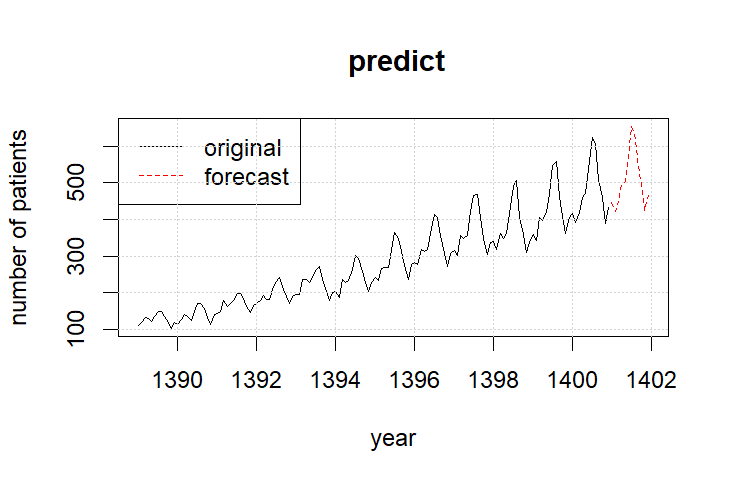 predict
number of patients
original
forecast
500
300
100
1390 1392 1394 1396 1398 1400 1402
year